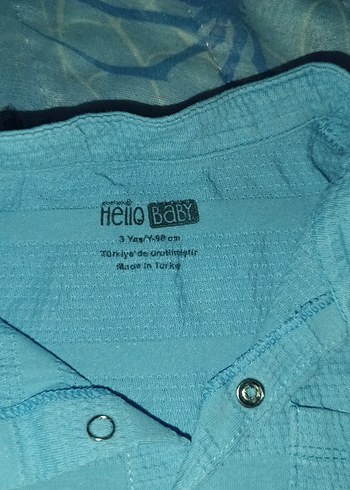 Hello BABY
3 Yaş/Y-98 cm
Türkiye'de üretilmiştir
Made in Turkey